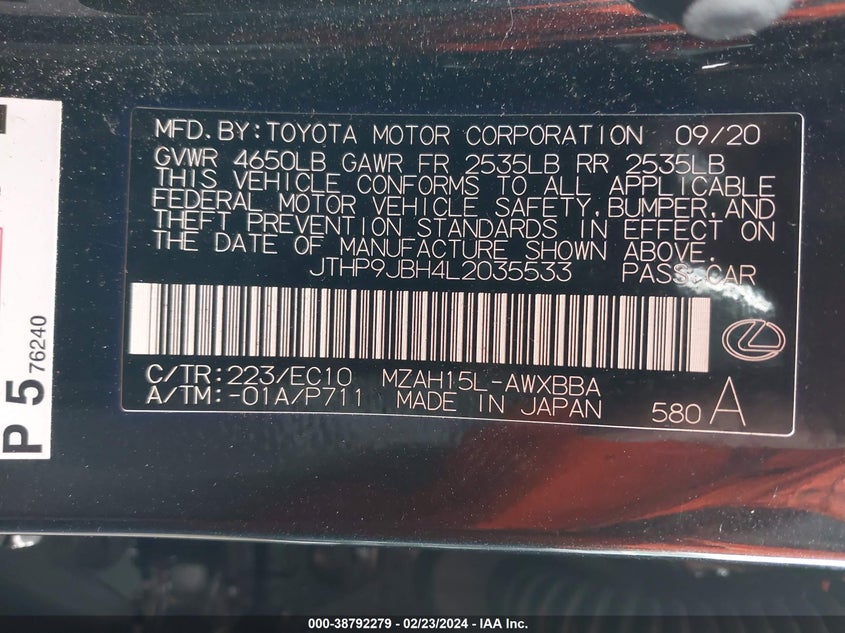 MFD.BY:TOYOTA MOTOR CORPORATION 09/20
GVWR 4650LB GAWR FR 2535LB RR 2535LB
THIS VEHICLE CONFORMS TO ALL APPLICABLE
FEDERAL MOTOR VEHICLE SAFETY,BUMPER,AND
THEFT PREVENTION STANDARDS IN EFFECT ON
THE DATE OF MANUFACTURE SHOWN ABOVE.
JTHP9JBH4L2035533 PASS.CAR
C/TR:223/EC10 MZAH15L-AWXBBA
A/TM:-01A/P711 MADE IN JAPAN 580 A
P 5 76240
000-38792279 - 02/23/2024 - IAA Inc.